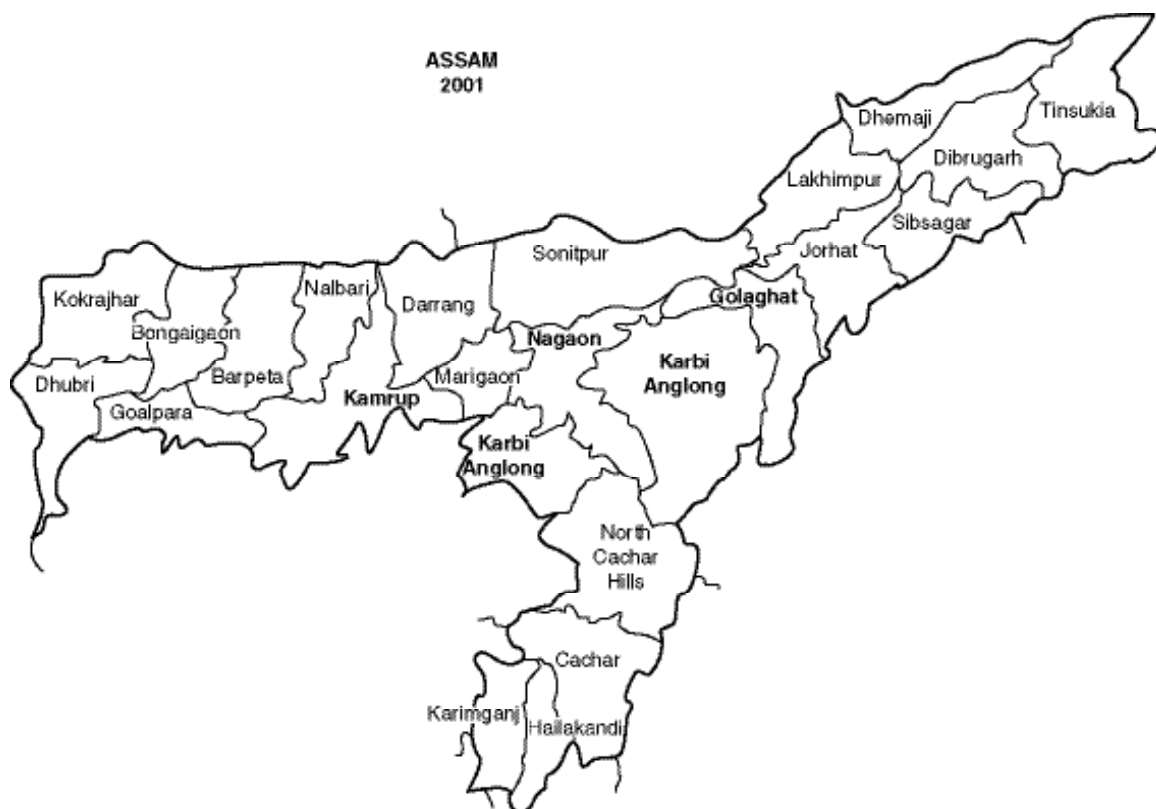 ASSAM
2001
Dhemaji
Tinsukia
Dibrugarh
Lakhimpur
Sibsagar
Sonitpur
Jorhat
Kokrajhar
Nalbari
Darrang
Golaghat
Bongaigaon
Nagaon
Dhubri
Barpeta
Marigaon
Karbi
Anglong
Goalpara
Kamrup
Karbi
Anglong
North
Cachar
Hills
Cachar
Karimganj
Hailakandi